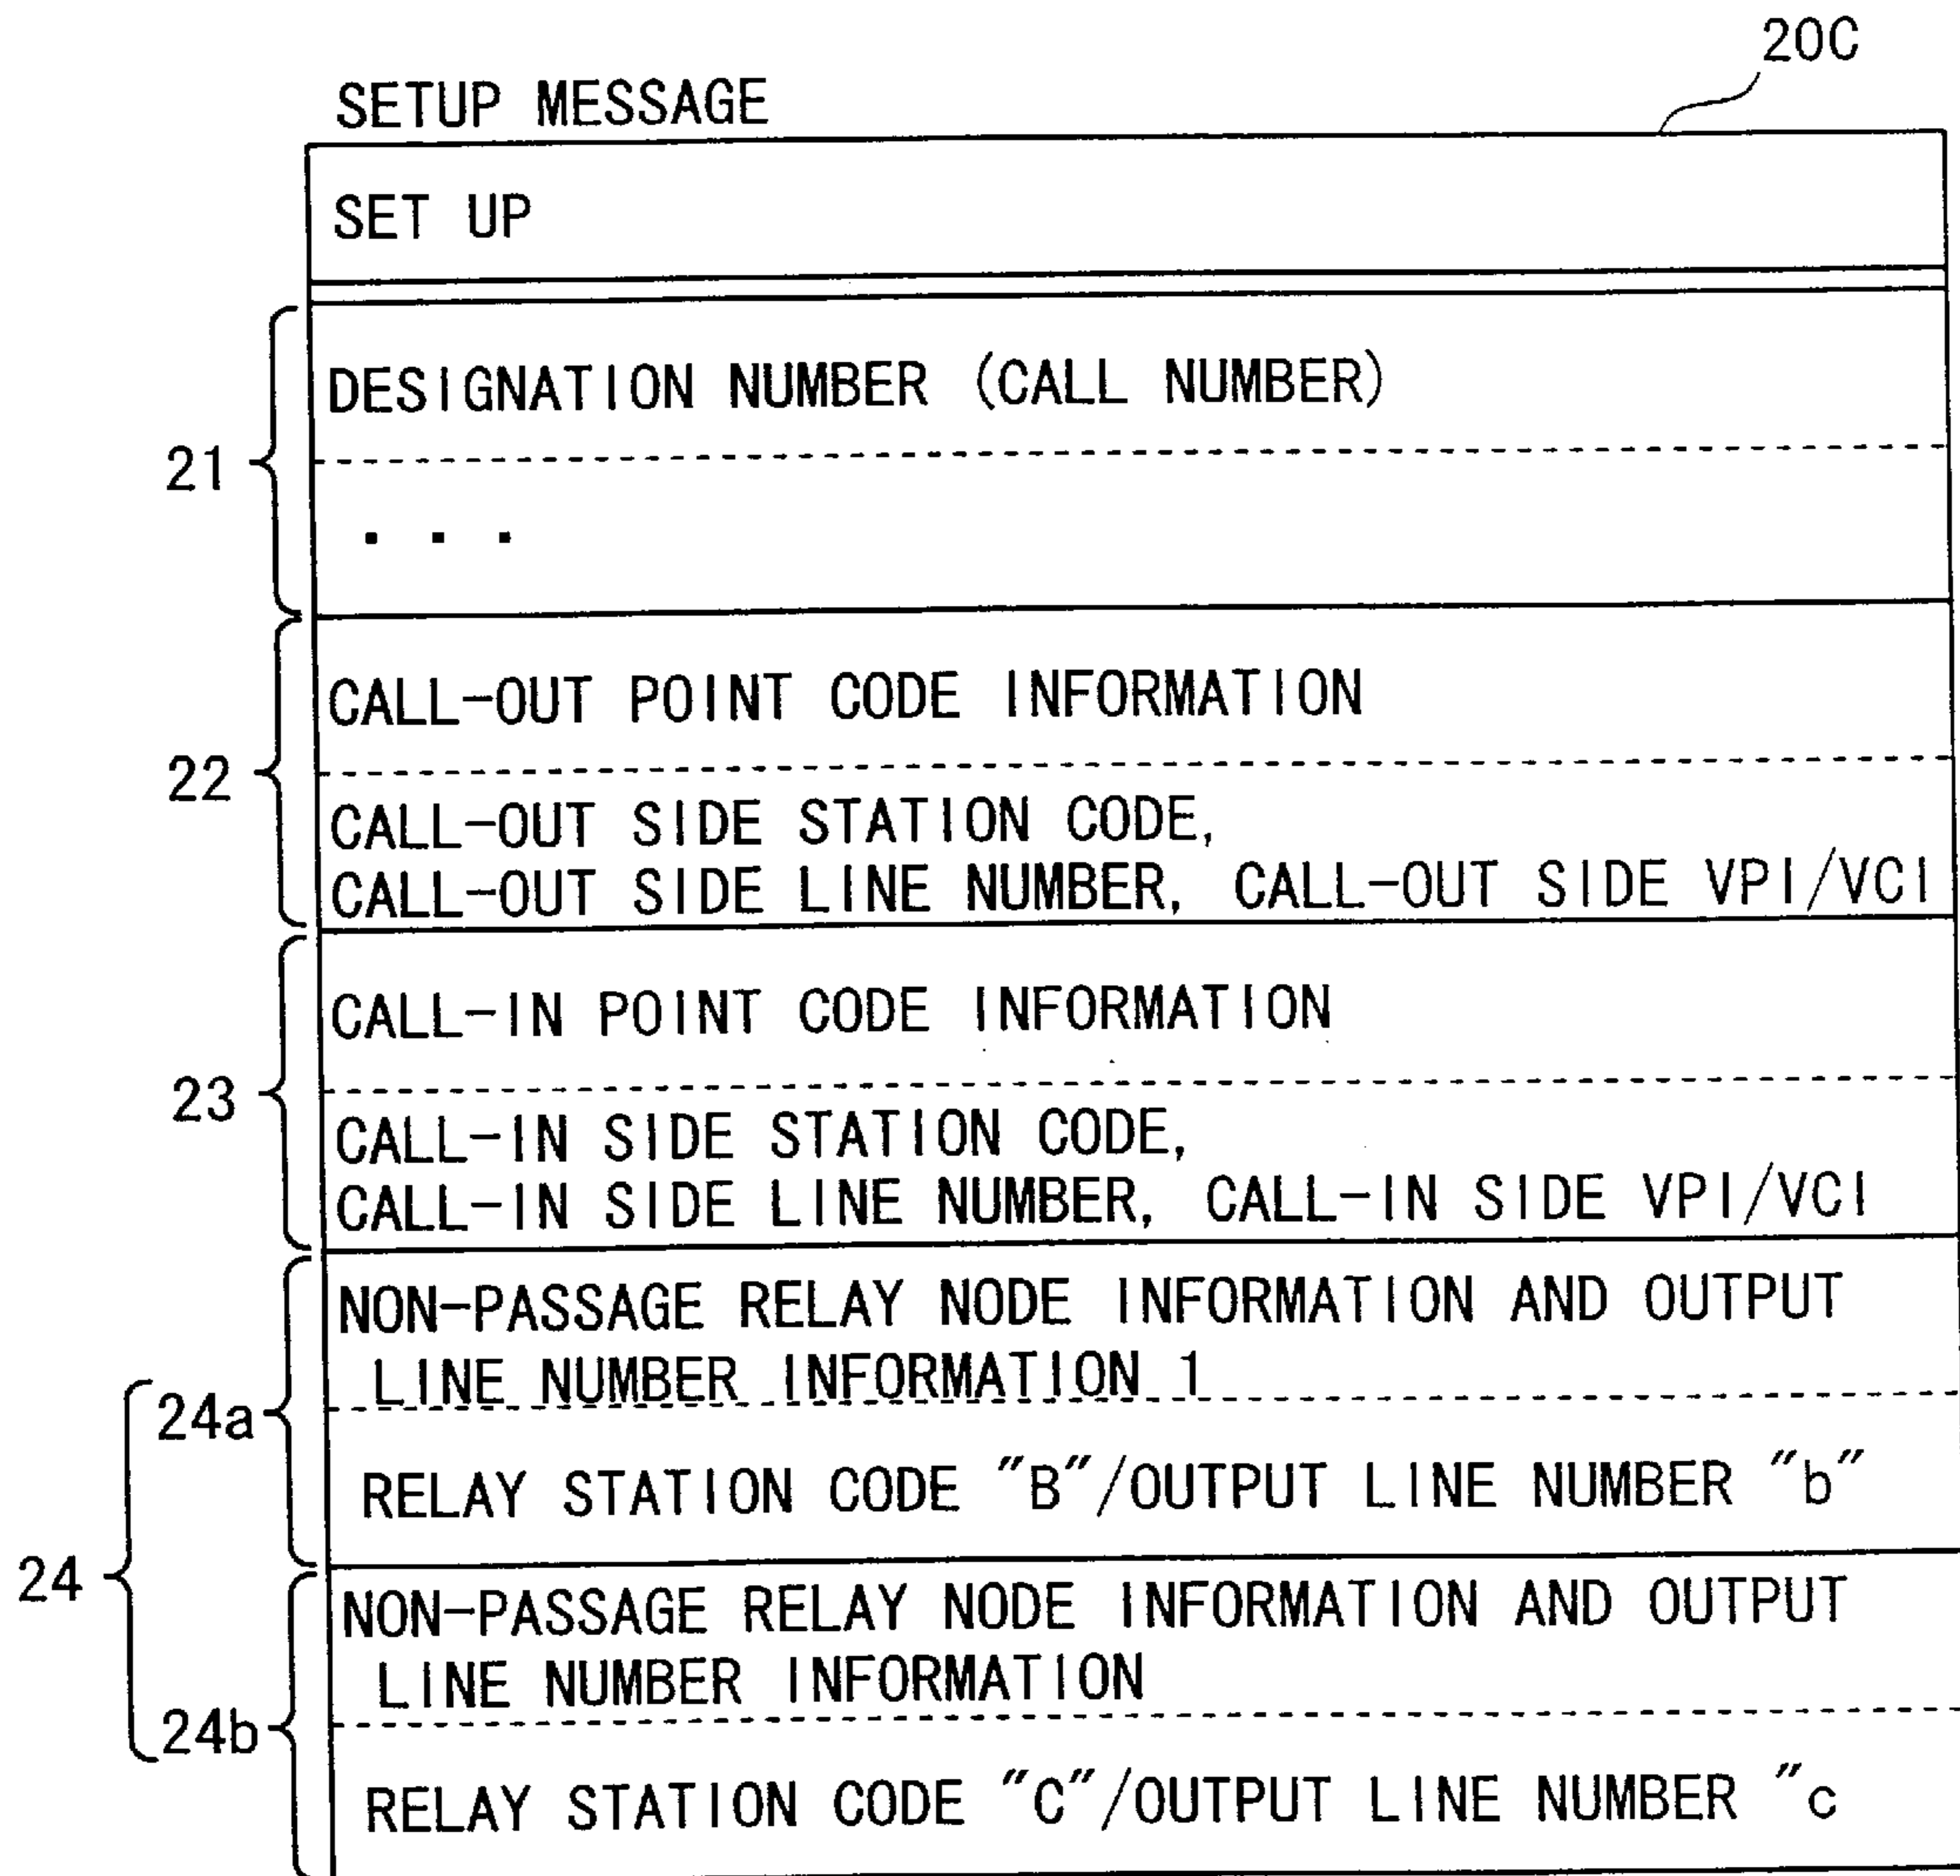 20C
SETUP MESSAGE
SET UP
21
DESIGNATION NUMBER (CALL NUMBER)
. . .
22
CALL-OUT POINT CODE INFORMATION
CALL-OUT SIDE STATION CODE,
CALL-OUT SIDE LINE NUMBER, CALL-OUT SIDE VPI/VCI
23
CALL-IN POINT CODE INFORMATION
CALL-IN SIDE STATION CODE,
CALL-IN SIDE LINE NUMBER, CALL-IN SIDE VPI/VCI
24
24a
NON-PASSAGE RELAY NODE INFORMATION AND OUTPUT
LINE NUMBER INFORMATION 1
RELAY STATION CODE "B"/OUTPUT LINE NUMBER "b"
24b
NON-PASSAGE RELAY NODE INFORMATION AND OUTPUT
LINE NUMBER INFORMATION
RELAY STATION CODE "C"/OUTPUT LINE NUMBER "c